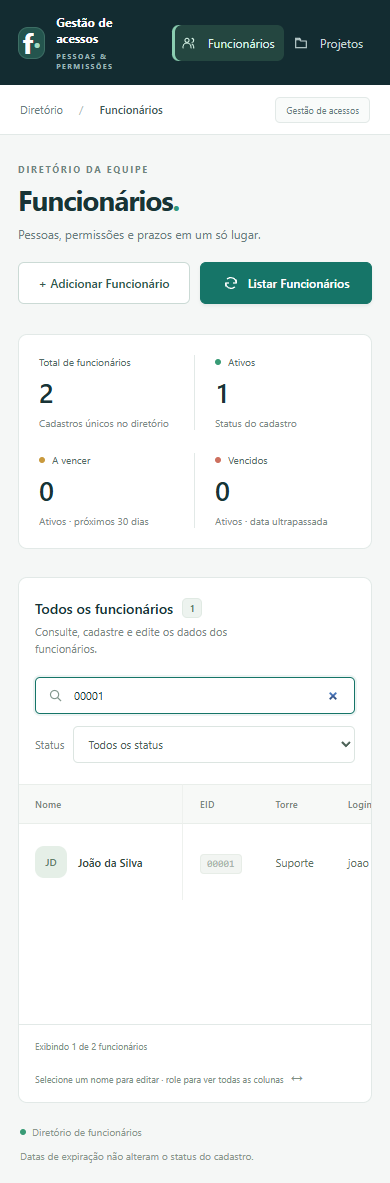 f.
Gestão de
acessos
PESSOAS &
PERMISSÕES
Funcionários
Projetos
Diretório / Funcionários
Gestão de acessos
DIRETÓRIO DA EQUIPE
Funcionários.
Pessoas, permissões e prazos em um só lugar.
+ Adicionar Funcionário
Listar Funcionários
Total de funcionários
2
Cadastros únicos no diretório
Ativos
1
Status do cadastro
A vencer
0
Ativos · próximos 30 dias
Vencidos
0
Ativos · data ultrapassada
Todos os funcionários 1
Consulte, cadastre e edite os dados dos
funcionários.
00001
Status Todos os status
Nome EID Torre Login
JD João da Silva 00001 Suporte joao
Exibindo 1 de 2 funcionários
Selecione um nome para editar · role para ver todas as colunas ↔
Diretório de funcionários
Datas de expiração não alteram o status do cadastro.